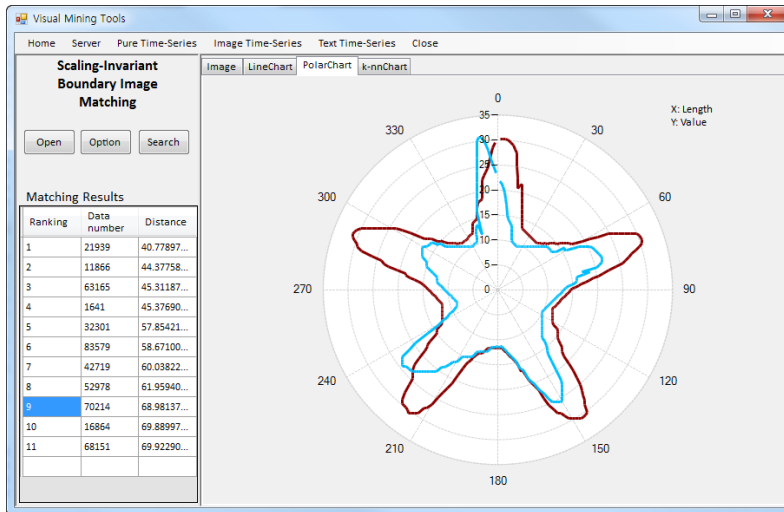 Visual Mining Tools
Home Server Pure Time-Series Image Time-Series Text Time-Series Close
Scaling-Invariant
Boundary Image
Matching
Open Option Search
Matching Results
Ranking Data number Distance
1 21939 40.77897...
2 11866 44.37758...
3 63165 45.31187...
4 1641 45.37690...
5 32301 57.85421...
6 83579 58.67100...
7 42719 60.03822...
8 52978 61.95940...
9 70214 68.98137...
10 16864 69.88997...
11 68151 69.92290...
Image LineChart PolarChart k-nnChart
X: Length
Y: Value
0
30
60
90
120
150
180
210
240
270
300
330
35
30
25
20
15
10
5
0